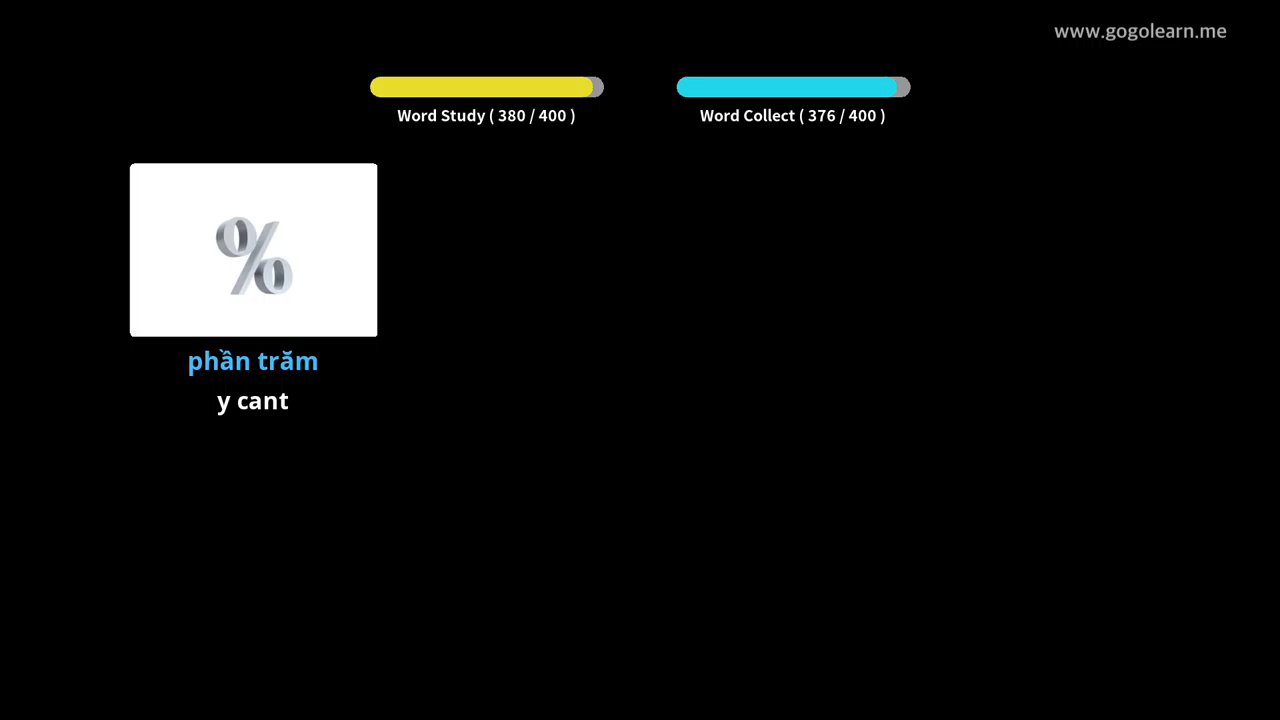 www.gogolearn.me
Word Study ( 380 / 400 )
Word Collect ( 376 / 400 )
%
phần trăm
y cant